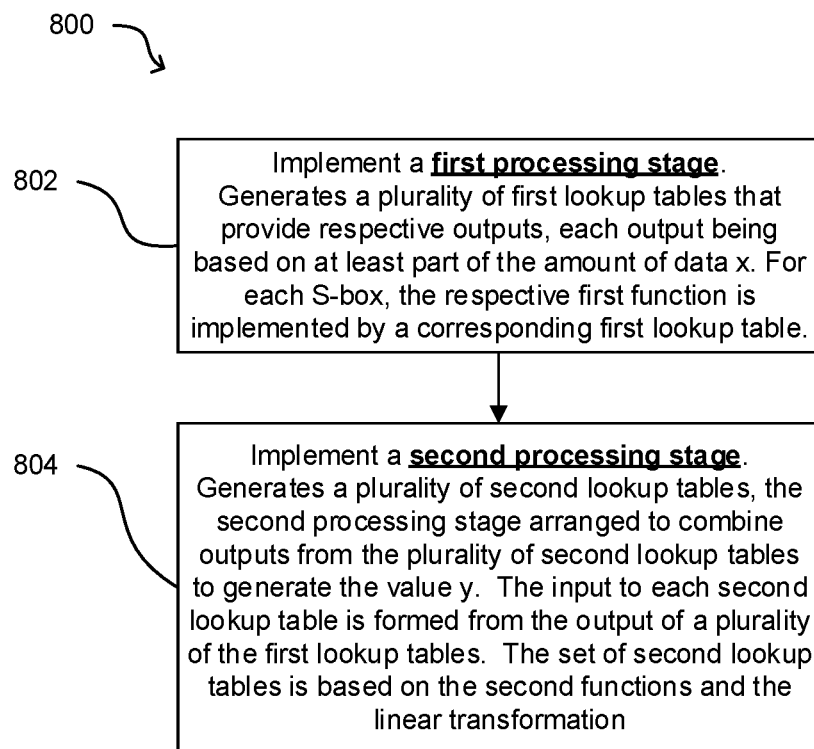 800
802
Implement a first processing stage.
Generates a plurality of first lookup tables that
provide respective outputs, each output being
based on at least part of the amount of data x. For
each S-box, the respective first function is
implemented by a corresponding first lookup table.
804
Implement a second processing stage.
Generates a plurality of second lookup tables, the
second processing stage arranged to combine
outputs from the plurality of second lookup tables
to generate the value y. The input to each second
lookup table is formed from the output of a plurality
of the first lookup tables. The set of second lookup
tables is based on the second functions and the
linear transformation